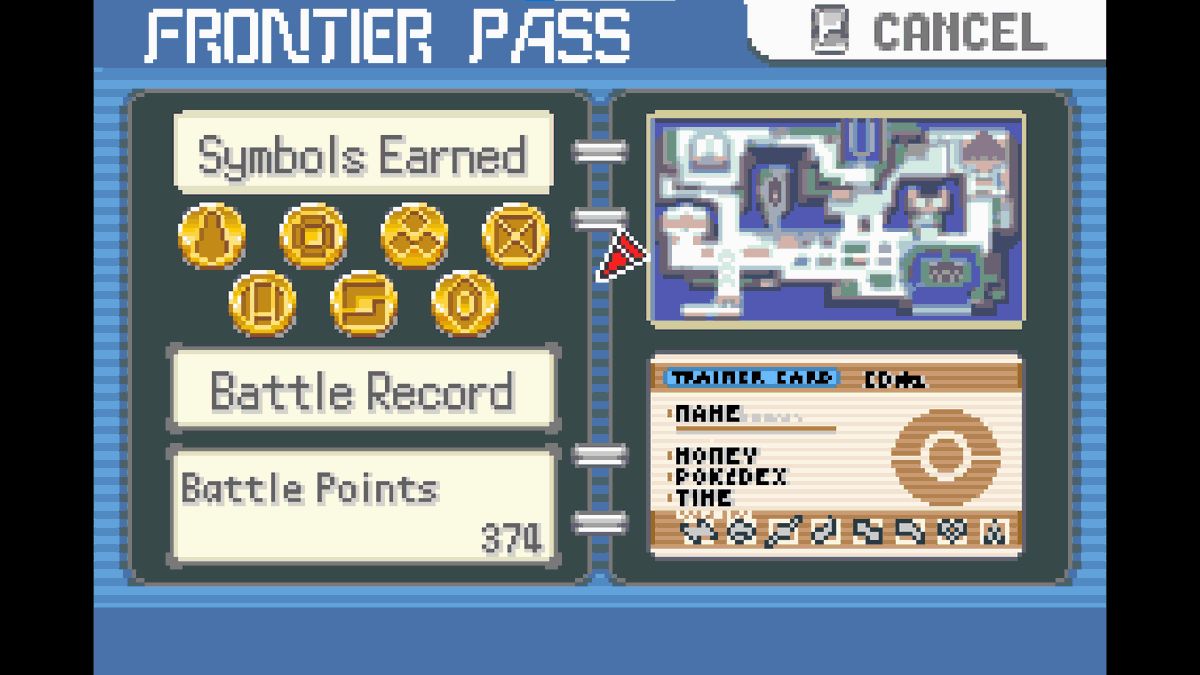 FRONTIER PASS
CANCEL
Symbols Earned
Battle Record
Battle Points
374
TRAINER CARD
NAME
MONEY
POKéDEX
TIME